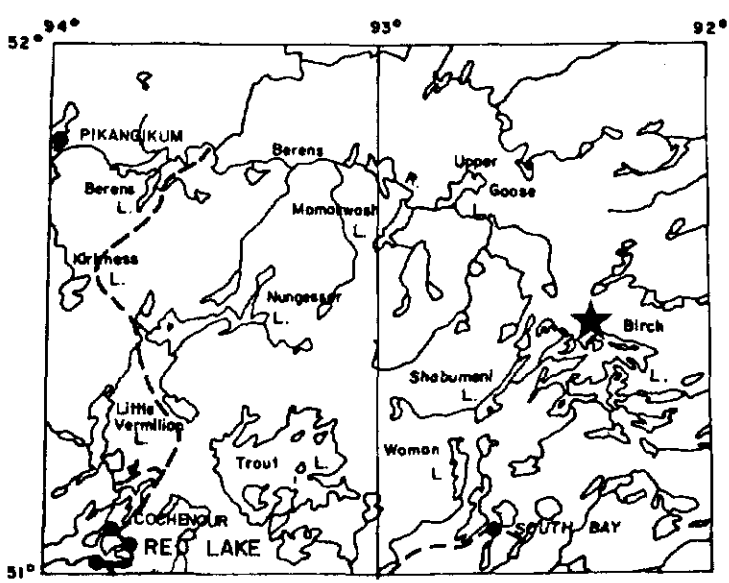 94° 93° 92°
52°
PIKANGIKUM
Berens
Upper
Berens
L.
R.
Goose
L.
L.
Kirkness
L.
Nungesser
L.
Birch
L.
Shabumeni
L.
Little
Vermilion
L.
Woman
L.
Trout L.
COCHENOUR
SOUTH BAY
RED LAKE
51°